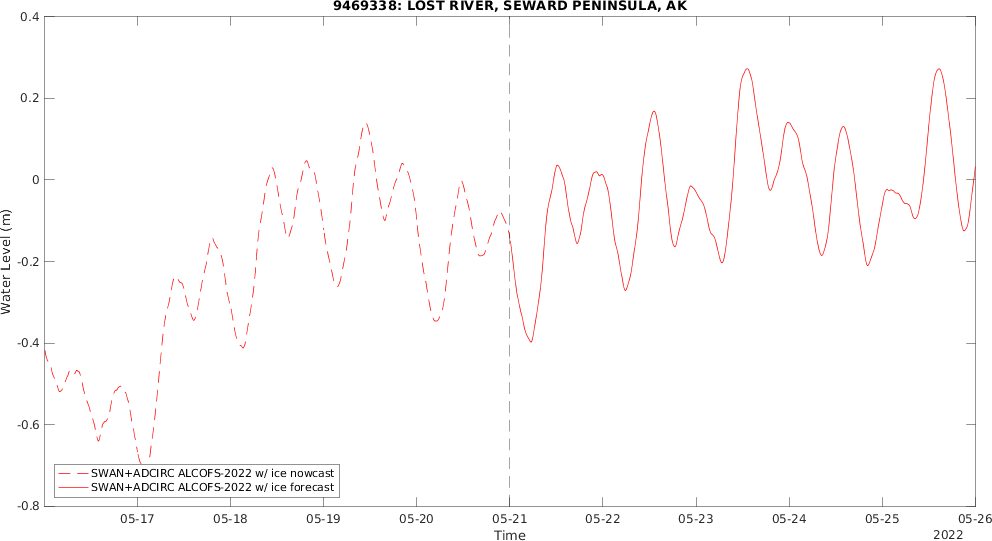 9469338: LOST RIVER, SEWARD PENINSULA, AK
0.4
0.2
0
-0.2
-0.4
-0.6
-0.8
Water Level (m)
SWAN+ADCIRC ALCOFS-2022 w/ ice nowcast
SWAN+ADCIRC ALCOFS-2022 w/ ice forecast
05-17 05-18 05-19 05-20 05-21 05-22 05-23 05-24 05-25 05-26
Time
2022